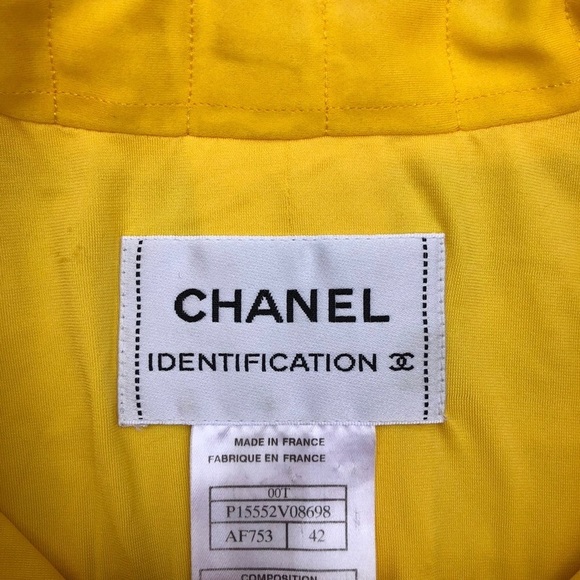 CHANEL
IDENTIFICATION
MADE IN FRANCE
FABRIQUE EN FRANCE
00T
P15552V08698
AF753 42
COMPOSITION